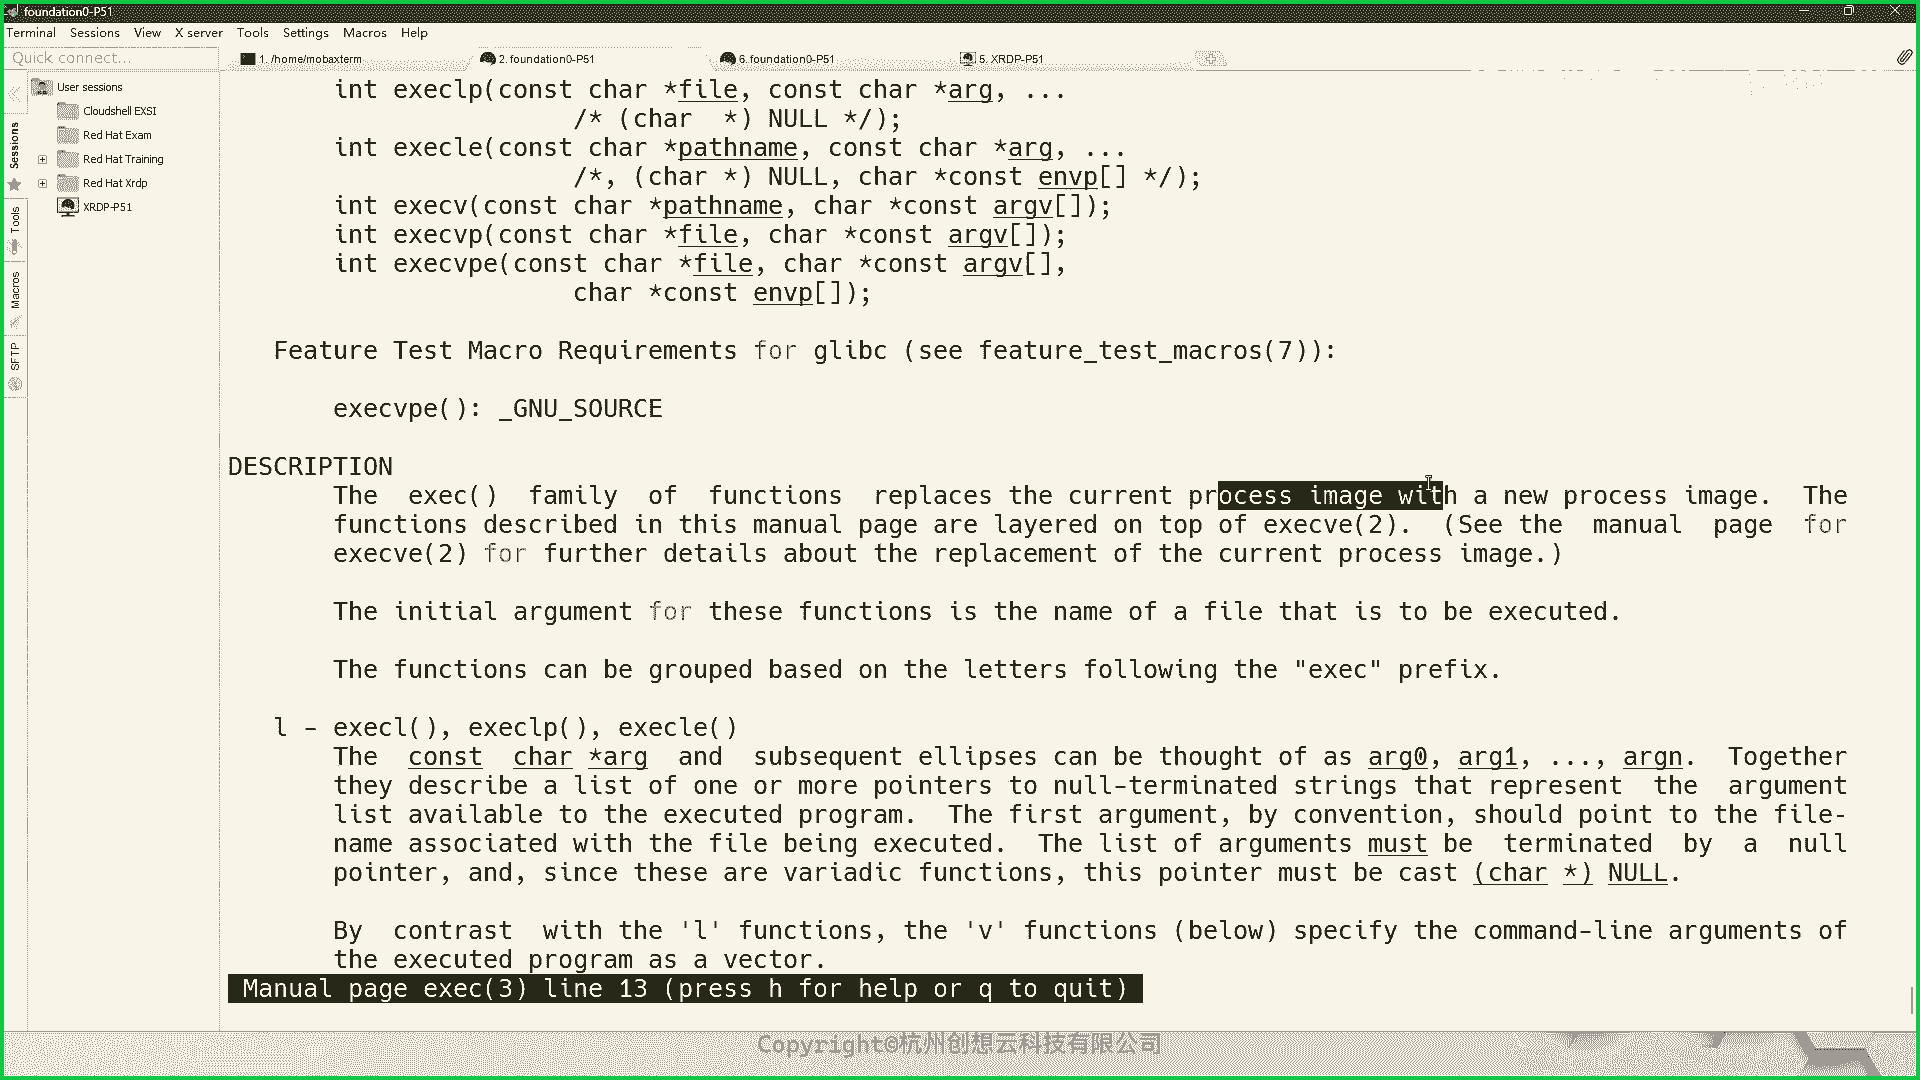 foundation0-P51
Terminal Sessions View X server Tools Settings Macros Help
Quick connect...
1. /home/mobaxterm
2. foundation0-P51
6. foundation0-P51
5. XRDP-P51
User sessions
Cloudshell EXSI
Red Hat Exam
Red Hat Training
Red Hat Xrdp
XRDP-P51
Sessions
Tools
Macros
SFTP
int execlp(const char *file, const char *arg, ...
/* (char  *) NULL */);
int execle(const char *pathname, const char *arg, ...
/*, (char *) NULL, char *const envp[] */);
int execv(const char *pathname, char *const argv[]);
int execvp(const char *file, char *const argv[]);
int execvpe(const char *file, char *const argv[],
char *const envp[]);
Feature Test Macro Requirements for glibc (see feature_test_macros(7)):
execvpe(): _GNU_SOURCE
DESCRIPTION
The  exec()  family  of  functions  replaces the current process image with a new process image.  The
functions described in this manual page are layered on top of execve(2).  (See the  manual  page  for
execve(2) for further details about the replacement of the current process image.)
The initial argument for these functions is the name of a file that is to be executed.
The functions can be grouped based on the letters following the "exec" prefix.
l - execl(), execlp(), execle()
The  const  char *arg  and  subsequent ellipses can be thought of as arg0, arg1, ..., argn.  Together
they describe a list of one or more pointers to null-terminated strings that represent  the  argument
list available to the executed program.  The first argument, by convention, should point to the file-
name associated with the file being executed.  The list of arguments must be  terminated  by  a  null
pointer, and, since these are variadic functions, this pointer must be cast (char *) NULL.
By  contrast  with the 'l' functions, the 'v' functions (below) specify the command-line arguments of
the executed program as a vector.
Manual page exec(3) line 13 (press h for help or q to quit)
Copyright©杭州创想云科技有限公司